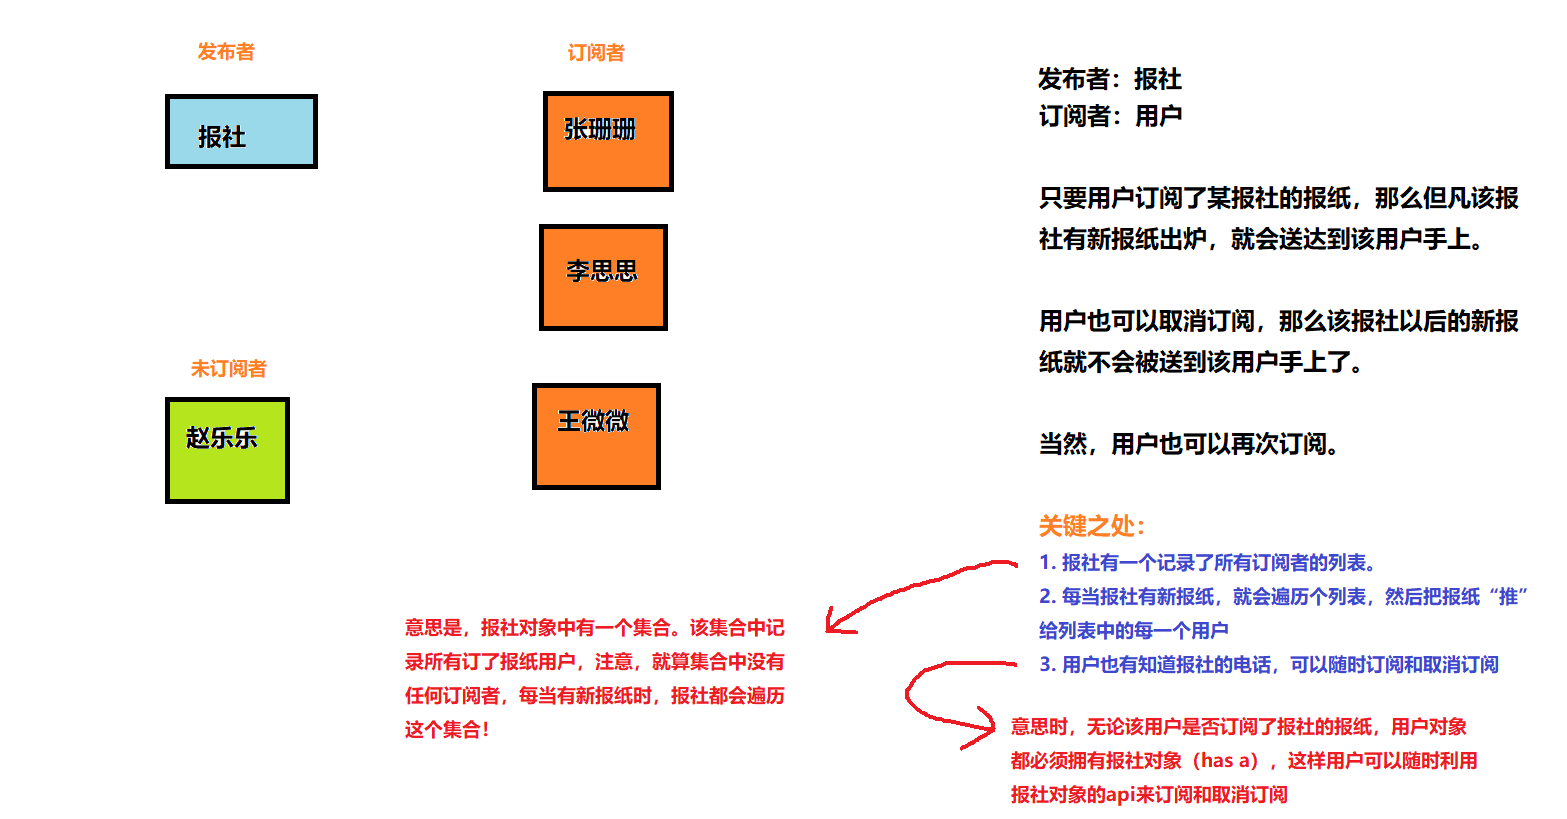 发布者
订阅者
报社
张珊珊
李思思
未订阅者
赵乐乐
王微微
发布者：报社
订阅者：用户
只要用户订阅了某报社的报纸，那么但凡该报
社有新报纸出炉，就会送达到该用户手上。
用户也可以取消订阅，那么该报社以后的新报
纸就不会被送到该用户手上了。
当然，用户也可以再次订阅。
关键之处：
1. 报社有一个记录了所有订阅者的列表。
2. 每当报社有新报纸，就会遍历个列表，然后把报纸“推”
给列表中的每一个用户
3. 用户也有知道报社的电话，可以随时订阅和取消订阅
意思是，报社对象中有一个集合。该集合中记
录所有订了报纸用户，注意，就算集合中没有
任何订阅者，每当有新报纸时，报社都会遍历
这个集合！
意思时，无论该用户是否订阅了报社的报纸，用户对象
都必须拥有报社对象（has a），这样用户可以随时利用
报社对象的api来订阅和取消订阅